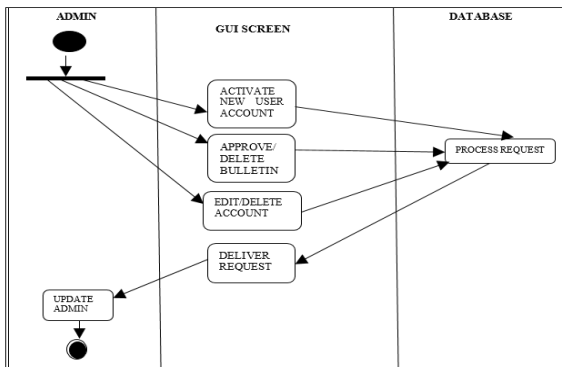 ADMIN
GUI SCREEN
DATABASE
ACTIVATE
NEW USER
ACCOUNT
APPROVE/
DELETE
BULLETIN
PROCESS REQUEST
EDIT/DELETE
ACCOUNT
DELIVER
REQUEST
UPDATE
ADMIN